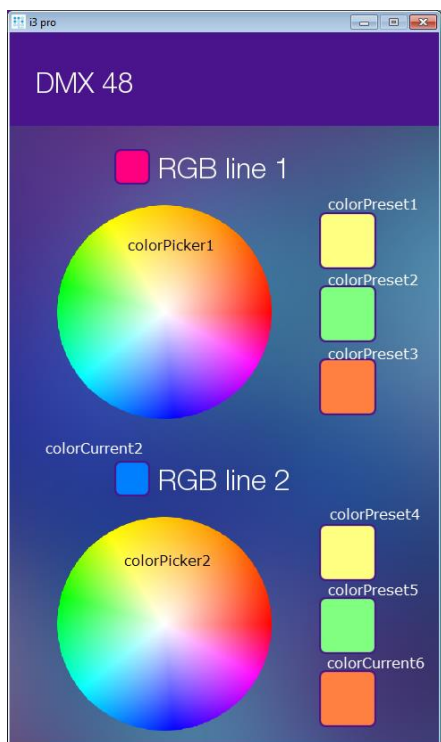 i3 pro
DMX 48
RGB line 1
colorPreset1
colorPicker1
colorPreset2
colorPreset3
colorCurrent2
RGB line 2
colorPreset4
colorPicker2
colorPreset5
colorCurrent6